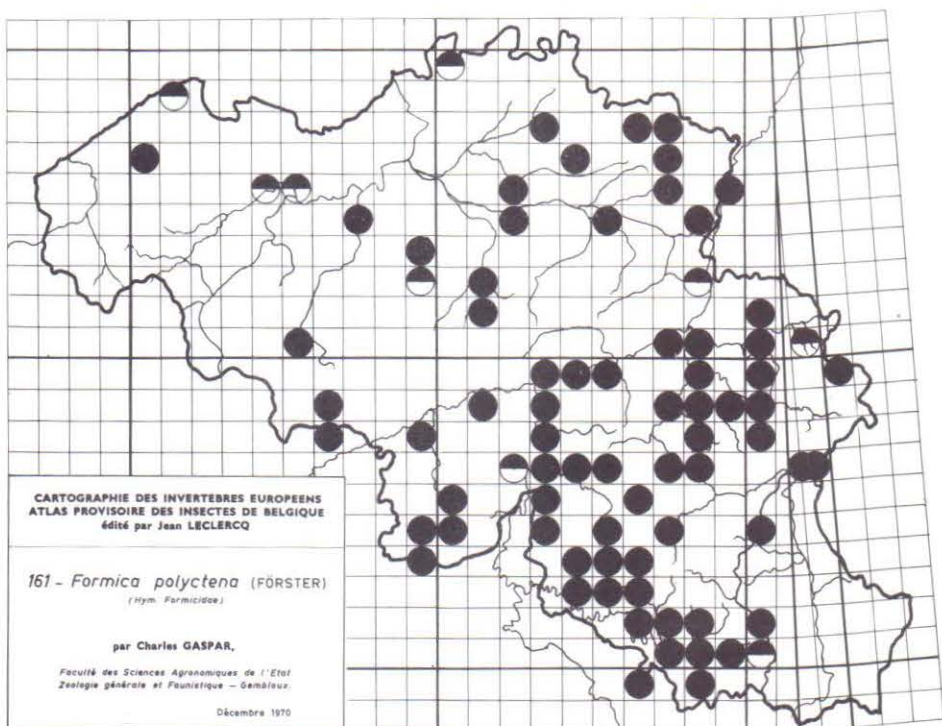 CARTOGRAPHIE DES INVERTEBRES EUROPEENS
ATLAS PROVISOIRE DES INSECTES DE BELGIQUE
édité par Jean LECLERCQ
161 - Formica polyctena (FÖRSTER)
(Hym. Formicidae)
par Charles GASPAR,
Faculté des Sciences Agronomiques de l'Etat
Zoologie générale et Faunistique - Gembloux.
Décembre 1970